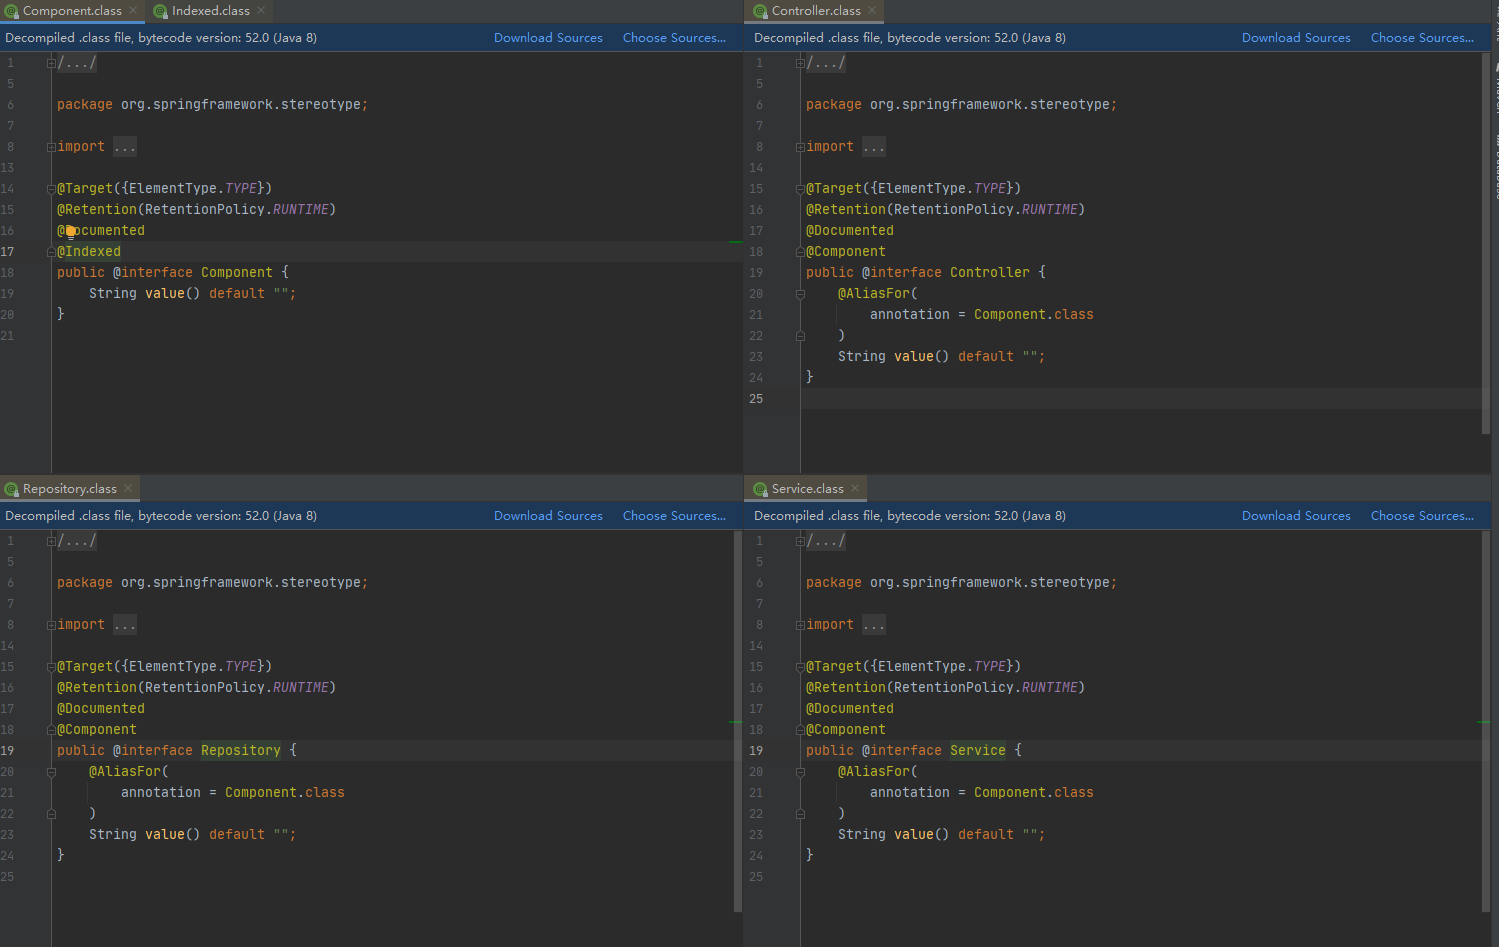 Component.class
Indexed.class
Decompiled .class file, bytecode version: 52.0 (Java 8)
Download Sources
Choose Sources...
1 /.../
5
6 package org.springframework.stereotype;
7
8 import ...
13
14 @Target({ElementType.TYPE})
15 @Retention(RetentionPolicy.RUNTIME)
16 @Documented
17 @Indexed
18 public @interface Component {
19 String value() default "";
20 }
21
Controller.class
Decompiled .class file, bytecode version: 52.0 (Java 8)
Download Sources
Choose Sources...
1 /.../
5
6 package org.springframework.stereotype;
7
8 import ...
14
15 @Target({ElementType.TYPE})
16 @Retention(RetentionPolicy.RUNTIME)
17 @Documented
18 @Component
19 public @interface Controller {
20 @AliasFor(
21 annotation = Component.class
22 )
23 String value() default "";
24 }
25
Repository.class
Decompiled .class file, bytecode version: 52.0 (Java 8)
Download Sources
Choose Sources...
1 /.../
5
6 package org.springframework.stereotype;
7
8 import ...
14
15 @Target({ElementType.TYPE})
16 @Retention(RetentionPolicy.RUNTIME)
17 @Documented
18 @Component
19 public @interface Repository {
20 @AliasFor(
21 annotation = Component.class
22 )
23 String value() default "";
24 }
25
Service.class
Decompiled .class file, bytecode version: 52.0 (Java 8)
Download Sources
Choose Sources...
1 /.../
5
6 package org.springframework.stereotype;
7
8 import ...
14
15 @Target({ElementType.TYPE})
16 @Retention(RetentionPolicy.RUNTIME)
17 @Documented
18 @Component
19 public @interface Service {
20 @AliasFor(
21 annotation = Component.class
22 )
23 String value() default "";
24 }
25